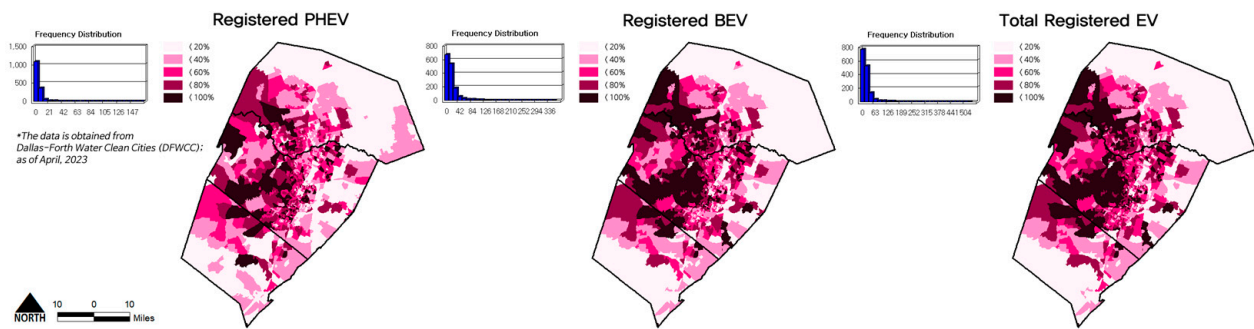 Registered PHEV
Frequency Distribution
1,500
1,000
500
0
0 21 42 63 84 105 126 147
( 20%
( 40%
( 60%
( 80%
( 100%
*The data is obtained from
Dallas-Forth Water Clean Cities (DFWCC):
as of April, 2023
Registered BEV
Frequency Distribution
800
600
400
200
0
0 42 84 126 168 210 252 294 336
( 20%
( 40%
( 60%
( 80%
( 100%
Total Registered EV
Frequency Distribution
800
600
400
200
0
0 63 126 189 252 315 378 441 504
( 20%
( 40%
( 60%
( 80%
( 100%
NORTH
10 0 10
Miles